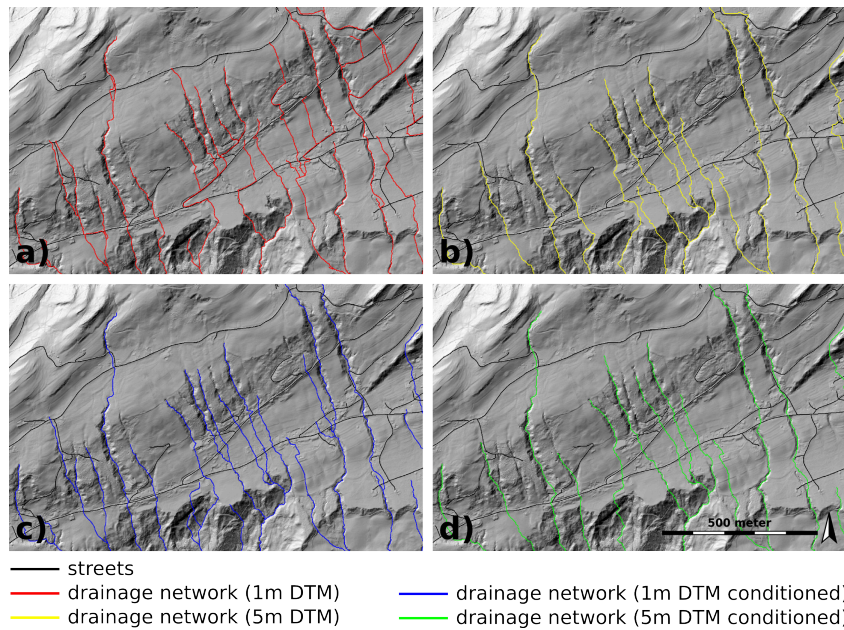 a)
b)
c)
d)
500 meter
streets
drainage network (1m DTM)
drainage network (1m DTM conditioned)
drainage network (5m DTM)
drainage network (5m DTM conditioned)